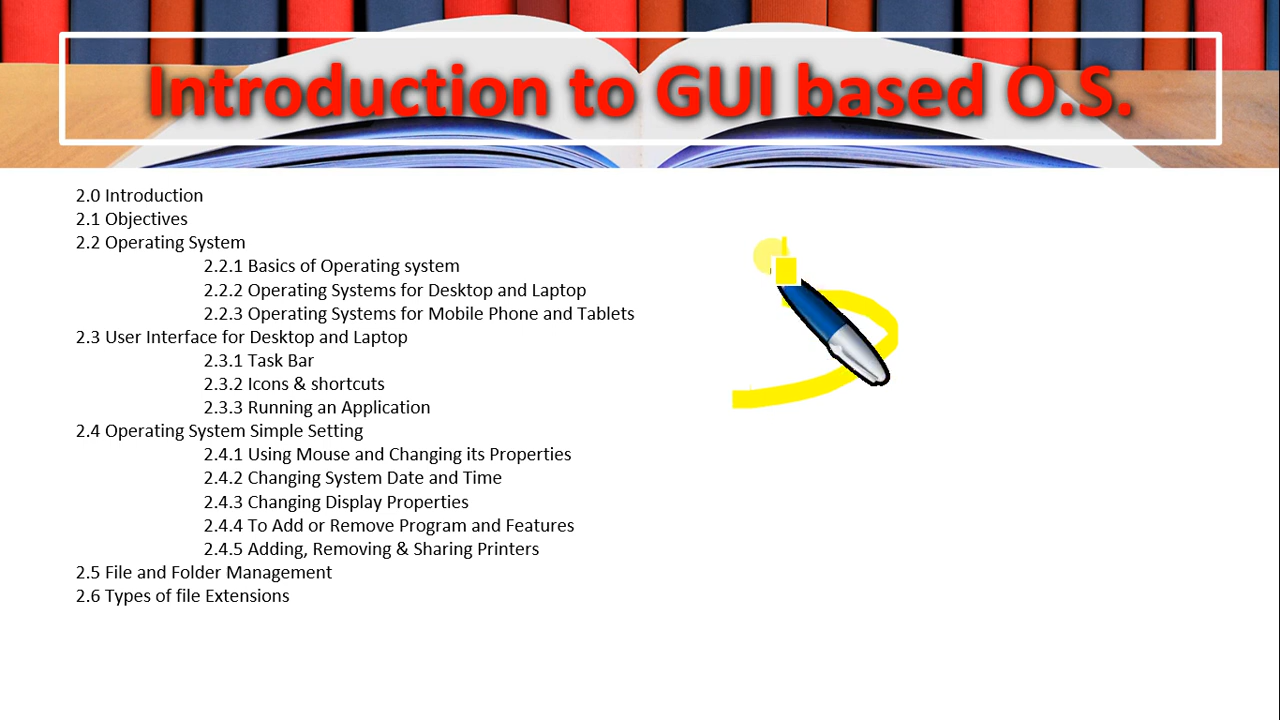 Introduction to GUI based O.S.
2.0 Introduction
2.1 Objectives
2.2 Operating System
2.2.1 Basics of Operating system
2.2.2 Operating Systems for Desktop and Laptop
2.2.3 Operating Systems for Mobile Phone and Tablets
2.3 User Interface for Desktop and Laptop
2.3.1 Task Bar
2.3.2 Icons & shortcuts
2.3.3 Running an Application
2.4 Operating System Simple Setting
2.4.1 Using Mouse and Changing its Properties
2.4.2 Changing System Date and Time
2.4.3 Changing Display Properties
2.4.4 To Add or Remove Program and Features
2.4.5 Adding, Removing & Sharing Printers
2.5 File and Folder Management
2.6 Types of file Extensions